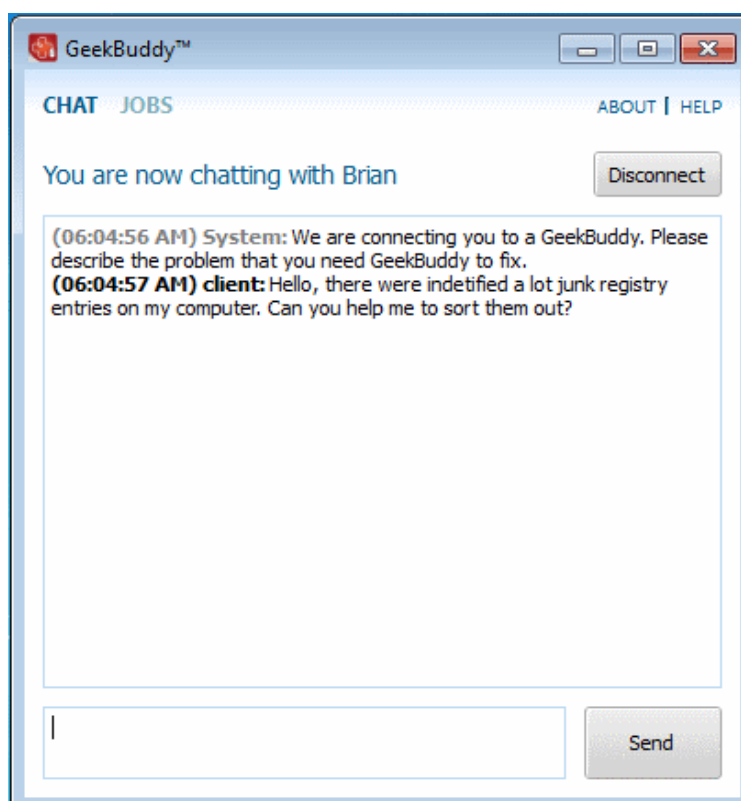 GeekBuddy™
CHAT JOBS
ABOUT | HELP
You are now chatting with Brian
Disconnect
(06:04:56 AM) System: We are connecting you to a GeekBuddy. Please
describe the problem that you need GeekBuddy to fix.
(06:04:57 AM) client: Hello, there were indetified a lot junk registry
entries on my computer. Can you help me to sort them out?
Send